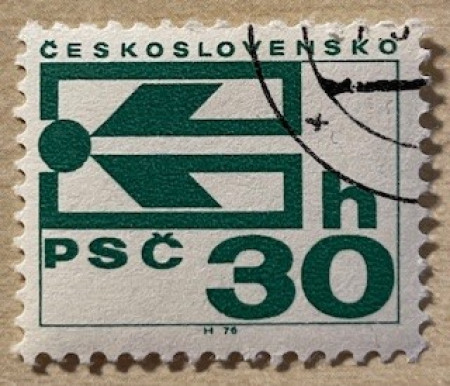 ČESKOSLOVENSKO
h
PSČ 30
H 76